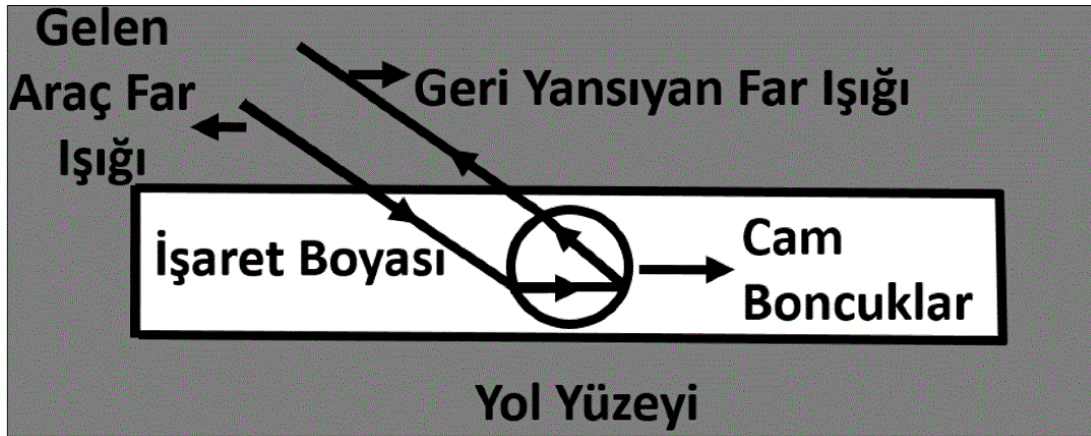 Gelen
Araç Far
Işığı
Geri Yansıyan Far Işığı
İşaret Boyası
Cam
Boncuklar
Yol Yüzeyi